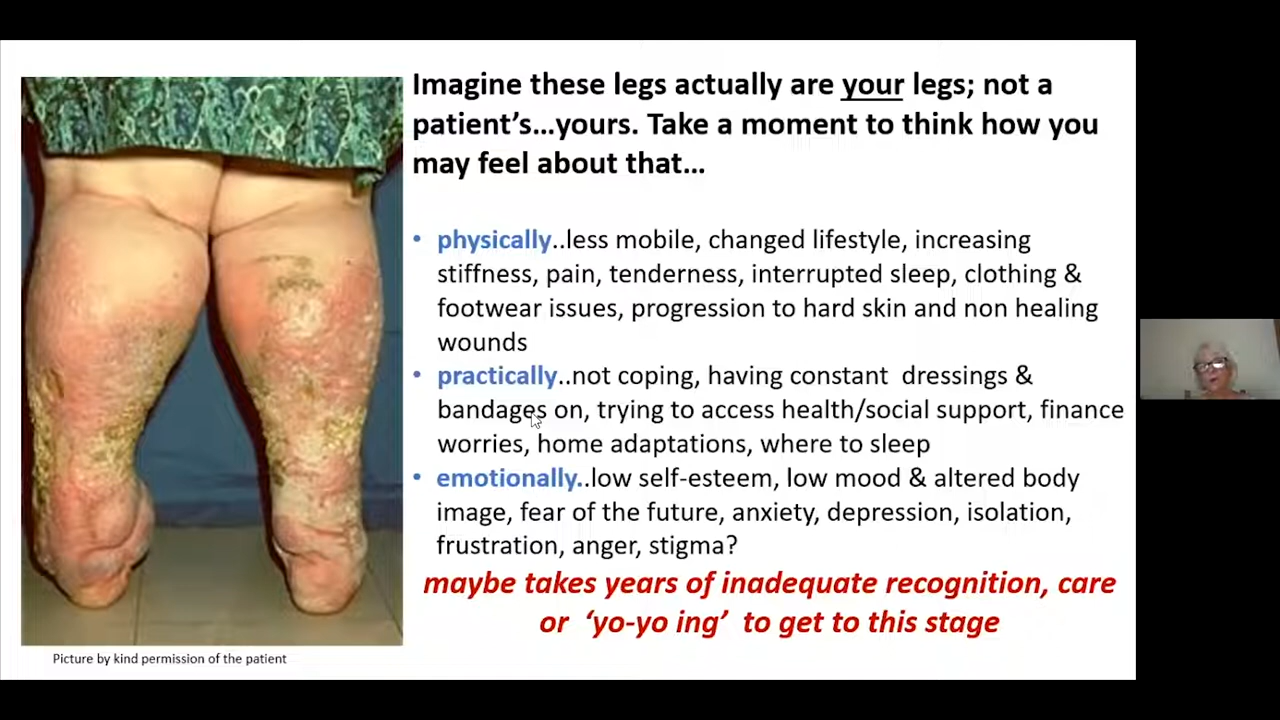 Imagine these legs actually are your legs; not a
patient's…yours. Take a moment to think how you
may feel about that…
• physically..less mobile, changed lifestyle, increasing
stiffness, pain, tenderness, interrupted sleep, clothing &
footwear issues, progression to hard skin and non healing
wounds
• practically..not coping, having constant  dressings &
bandages on, trying to access health/social support, finance
worries, home adaptations, where to sleep
• emotionally..low self-esteem, low mood & altered body
image, fear of the future, anxiety, depression, isolation,
frustration, anger, stigma?
maybe takes years of inadequate recognition, care
or  'yo-yo ing'  to get to this stage
Picture by kind permission of the patient